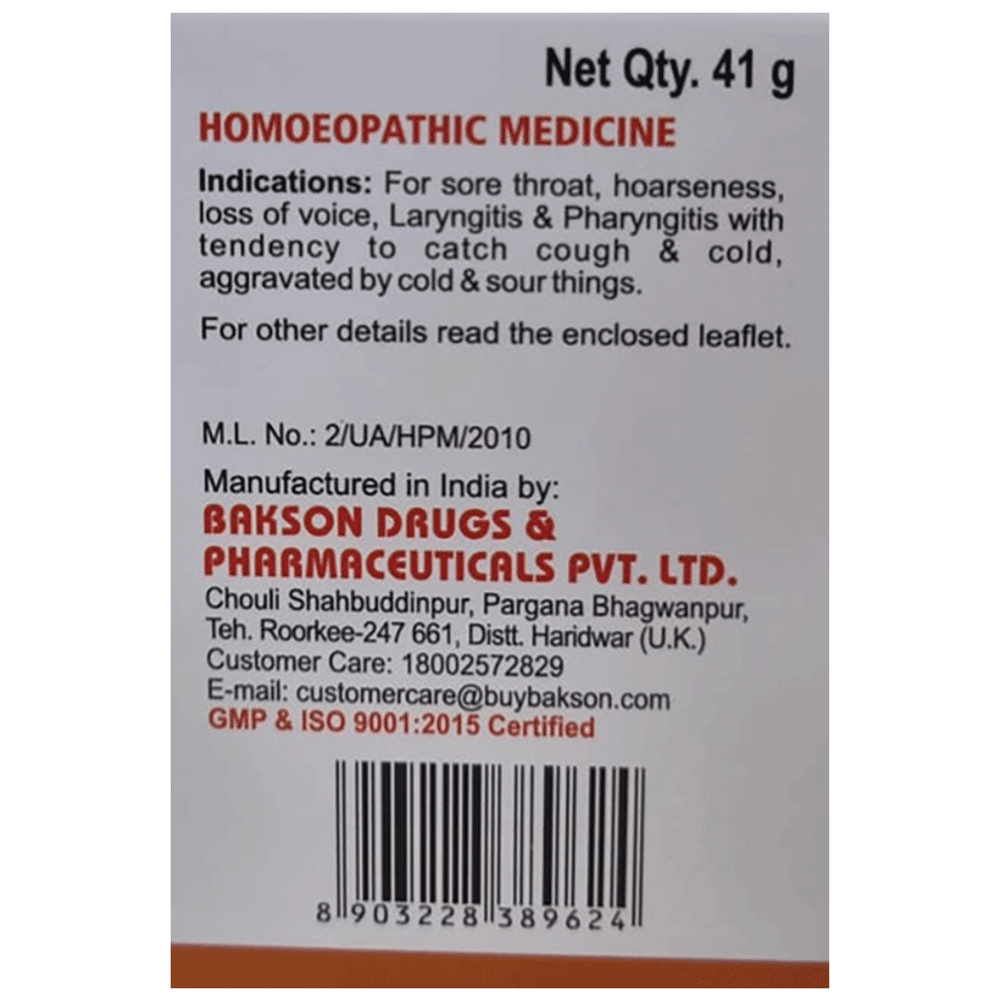 Net Qty. 41 g
HOMOEOPATHIC MEDICINE
Indications: For sore throat, hoarseness,
loss of voice, Laryngitis & Pharyngitis with
tendency to catch cough & cold,
aggravated by cold & sour things.
For other details read the enclosed leaflet.
M.L. No.: 2/UA/HPM/2010
Manufactured in India by:
BAKSON DRUGS &
PHARMACEUTICALS PVT. LTD.
Chouli Shahbuddinpur, Pargana Bhagwanpur,
Teh. Roorkee-247 661, Distt. Haridwar (U.K.)
Customer Care: 18002572829
E-mail: customercare@buybakson.com
GMP & ISO 9001:2015 Certified
8 903228 389624